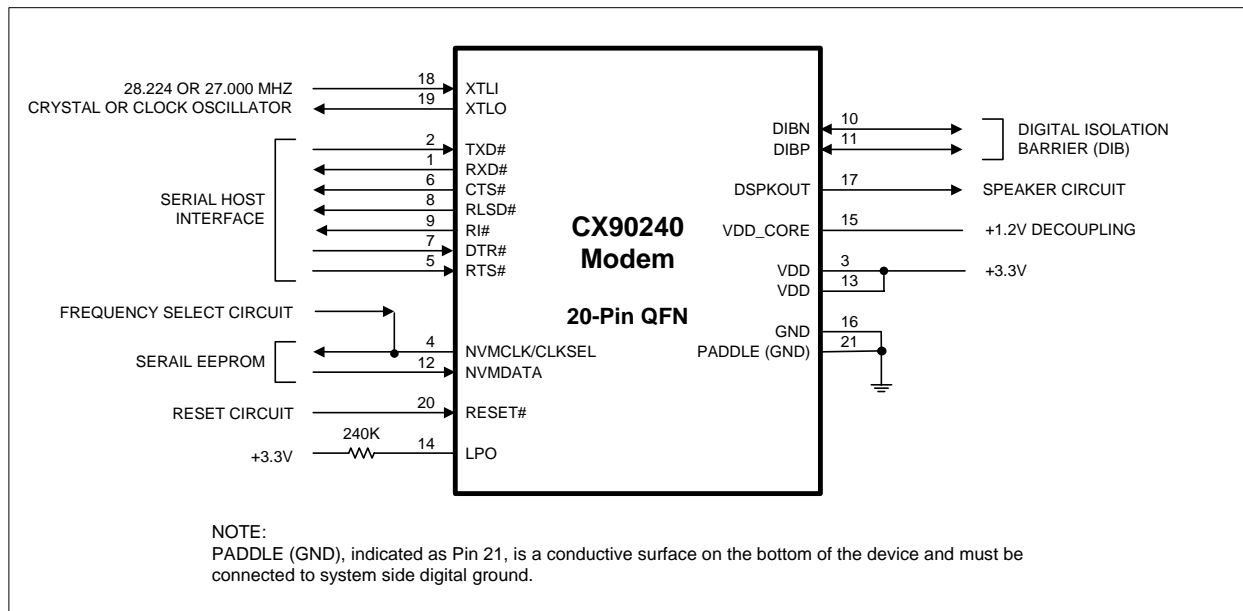 28.224 OR 27.000 MHZ
CRYSTAL OR CLOCK OSCILLATOR
18
XTLI
19
XTLO
SERIAL HOST
INTERFACE
2
TXD#
1
RXD#
6
CTS#
8
RLSD#
9
RI#
7
DTR#
5
RTS#
FREQUENCY SELECT CIRCUIT
SERAIL EEPROM
4
NVMCLK/CLKSEL
12
NVMDATA
RESET CIRCUIT
20
RESET#
+3.3V
240K
14
LPO
CX90240
Modem
20-Pin QFN
DIBN
10
DIBP
11
DIGITAL ISOLATION
BARRIER (DIB)
DSPKOUT
17
SPEAKER CIRCUIT
VDD_CORE
15
+1.2V DECOUPLING
VDD
3
+3.3V
VDD
13
GND
16
PADDLE (GND)
21
NOTE:
PADDLE (GND), indicated as Pin 21, is a conductive surface on the bottom of the device and must be
connected to system side digital ground.